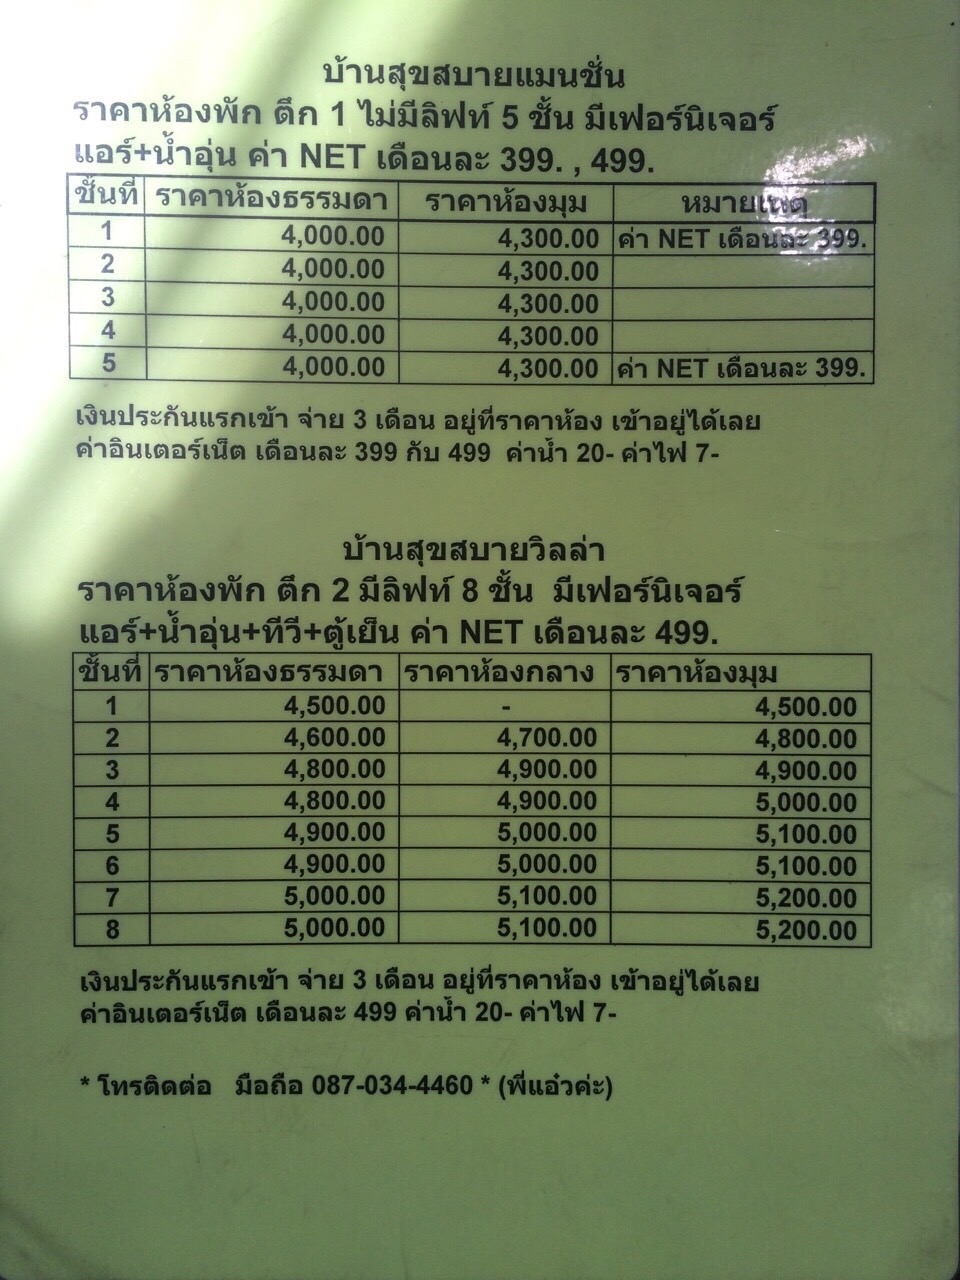 บ้านสุขสบายแมนชั่น
ราคาห้องพัก ตึก 1 ไม่มีลิฟท์ 5 ชั้น มีเฟอร์นิเจอร์
แอร์+น้ำอุ่น ค่า NET เดือนละ 399. , 499.
ชั้นที่ ราคาห้องธรรมดา ราคาห้องมุม หมายเหตุ
1 4,000.00 4,300.00 ค่า NET เดือนละ 399.
2 4,000.00 4,300.00
3 4,000.00 4,300.00
4 4,000.00 4,300.00
5 4,000.00 4,300.00 ค่า NET เดือนละ 399.
เงินประกันแรกเข้า จ่าย 3 เดือน อยู่ที่ราคาห้อง เข้าอยู่ได้เลย
ค่าอินเตอร์เน็ต เดือนละ 399 กับ 499 ค่าน้ำ 20- ค่าไฟ 7-
บ้านสุขสบายวิลล่า
ราคาห้องพัก ตึก 2 มีลิฟท์ 8 ชั้น มีเฟอร์นิเจอร์
แอร์+น้ำอุ่น+ทีวี+ตู้เย็น ค่า NET เดือนละ 499.
ชั้นที่ ราคาห้องธรรมดา ราคาห้องกลาง ราคาห้องมุม
1 4,500.00 - 4,500.00
2 4,600.00 4,700.00 4,800.00
3 4,800.00 4,900.00 4,900.00
4 4,800.00 4,900.00 5,000.00
5 4,900.00 5,000.00 5,100.00
6 4,900.00 5,000.00 5,100.00
7 5,000.00 5,100.00 5,200.00
8 5,000.00 5,100.00 5,200.00
เงินประกันแรกเข้า จ่าย 3 เดือน อยู่ที่ราคาห้อง เข้าอยู่ได้เลย
ค่าอินเตอร์เน็ต เดือนละ 499 ค่าน้ำ 20- ค่าไฟ 7-
* โทรติดต่อ มือถือ 087-034-4460 * (พี่แอ๋วค่ะ)